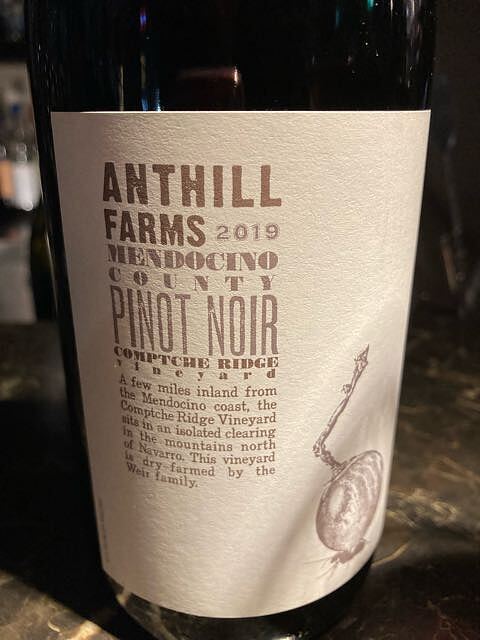 ANTHILL
FARMS 2019
MENDOCINO
COUNTY
PINOT NOIR
COMPTCHE RIDGE
vineyard
A few miles inland from
the Mendocino coast, the
Comptche Ridge Vineyard
sits in an isolated clearing
in the mountains north
of Navarro. This vineyard
is dry-farmed by the
Weir family.